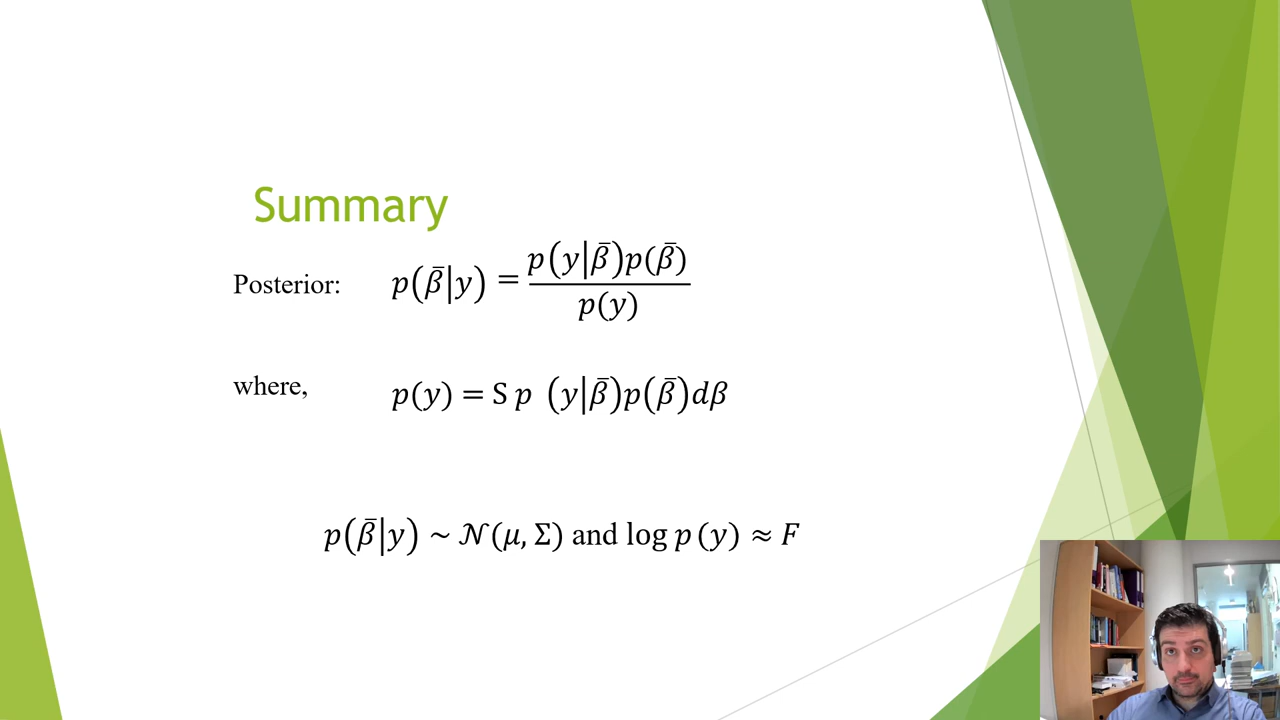 Summary
Posterior: p(β̄|y) = p(y|β̄)p(β̄) / p(y)
where, p(y) = S p (y|β̄)p(β̄)dβ
p(β̄|y) ~ 𝒩(μ, Σ) and log p (y) ≈ F